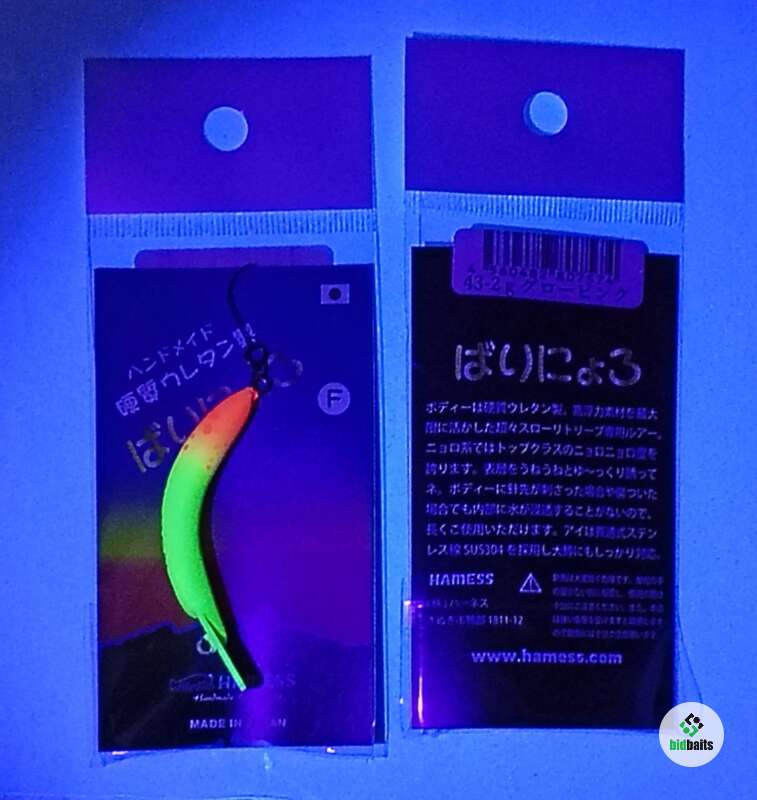 ハンドメイド
硬質ウレタン製
ばりにょろ
F
HAMESS
Handmade
MADE IN JAPAN
43-2g グローピンク
ばりにょろ
ボディーは硬質ウレタン製。高浮力素材を最大
限に活かした超々スローリトリーブ専用ルアー。
ニョロ系ではトップクラスのニョロニョロ度を
誇ります。表層をうねうねとゆ〜っくり誘って
ネ。ボディーに針先が刺さった場合や傷ついた
場合でも内部に水が浸透することがないので、
長くご使用いただけます。アイは貫通式ステン
レス線 SUS304 を採用し大鱒にもしっかり対応。
HAMESS
ハーネス
1811-12
www.hamess.com
bidbaits